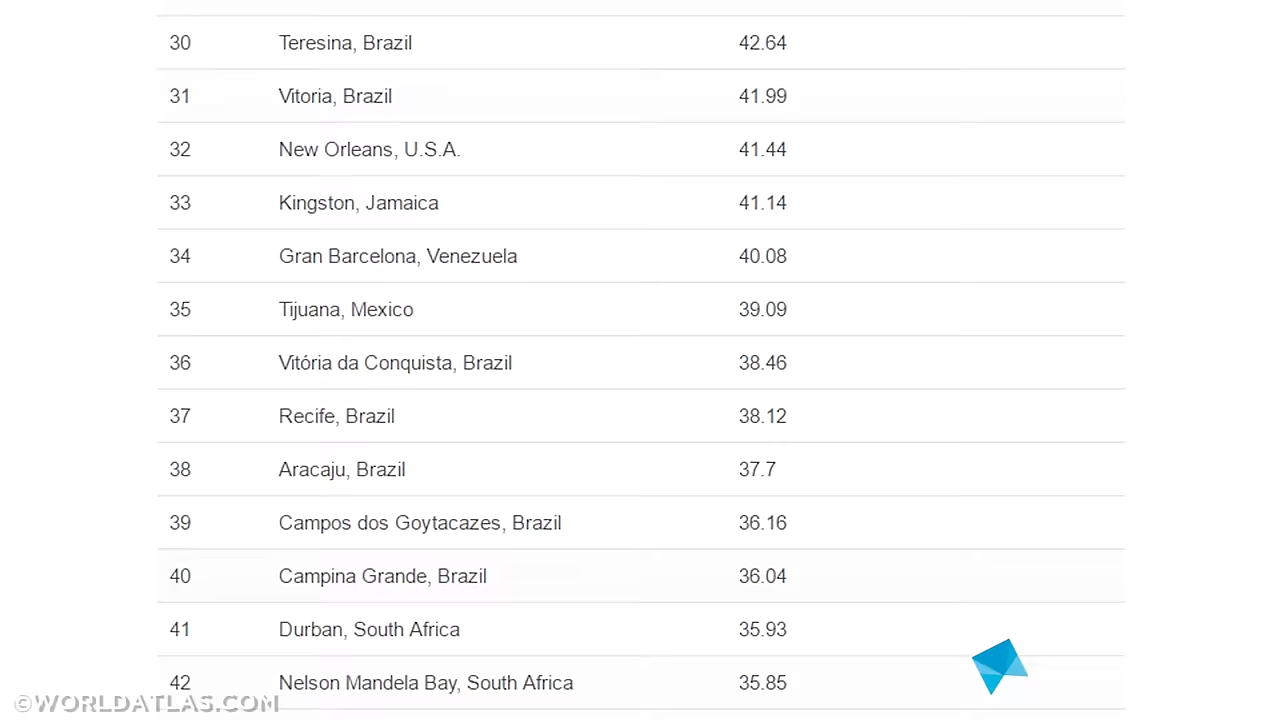 30 Teresina, Brazil 42.64
31 Vitoria, Brazil 41.99
32 New Orleans, U.S.A. 41.44
33 Kingston, Jamaica 41.14
34 Gran Barcelona, Venezuela 40.08
35 Tijuana, Mexico 39.09
36 Vitória da Conquista, Brazil 38.46
37 Recife, Brazil 38.12
38 Aracaju, Brazil 37.7
39 Campos dos Goytacazes, Brazil 36.16
40 Campina Grande, Brazil 36.04
41 Durban, South Africa 35.93
42 Nelson Mandela Bay, South Africa 35.85
©WORLDATLAS.COM